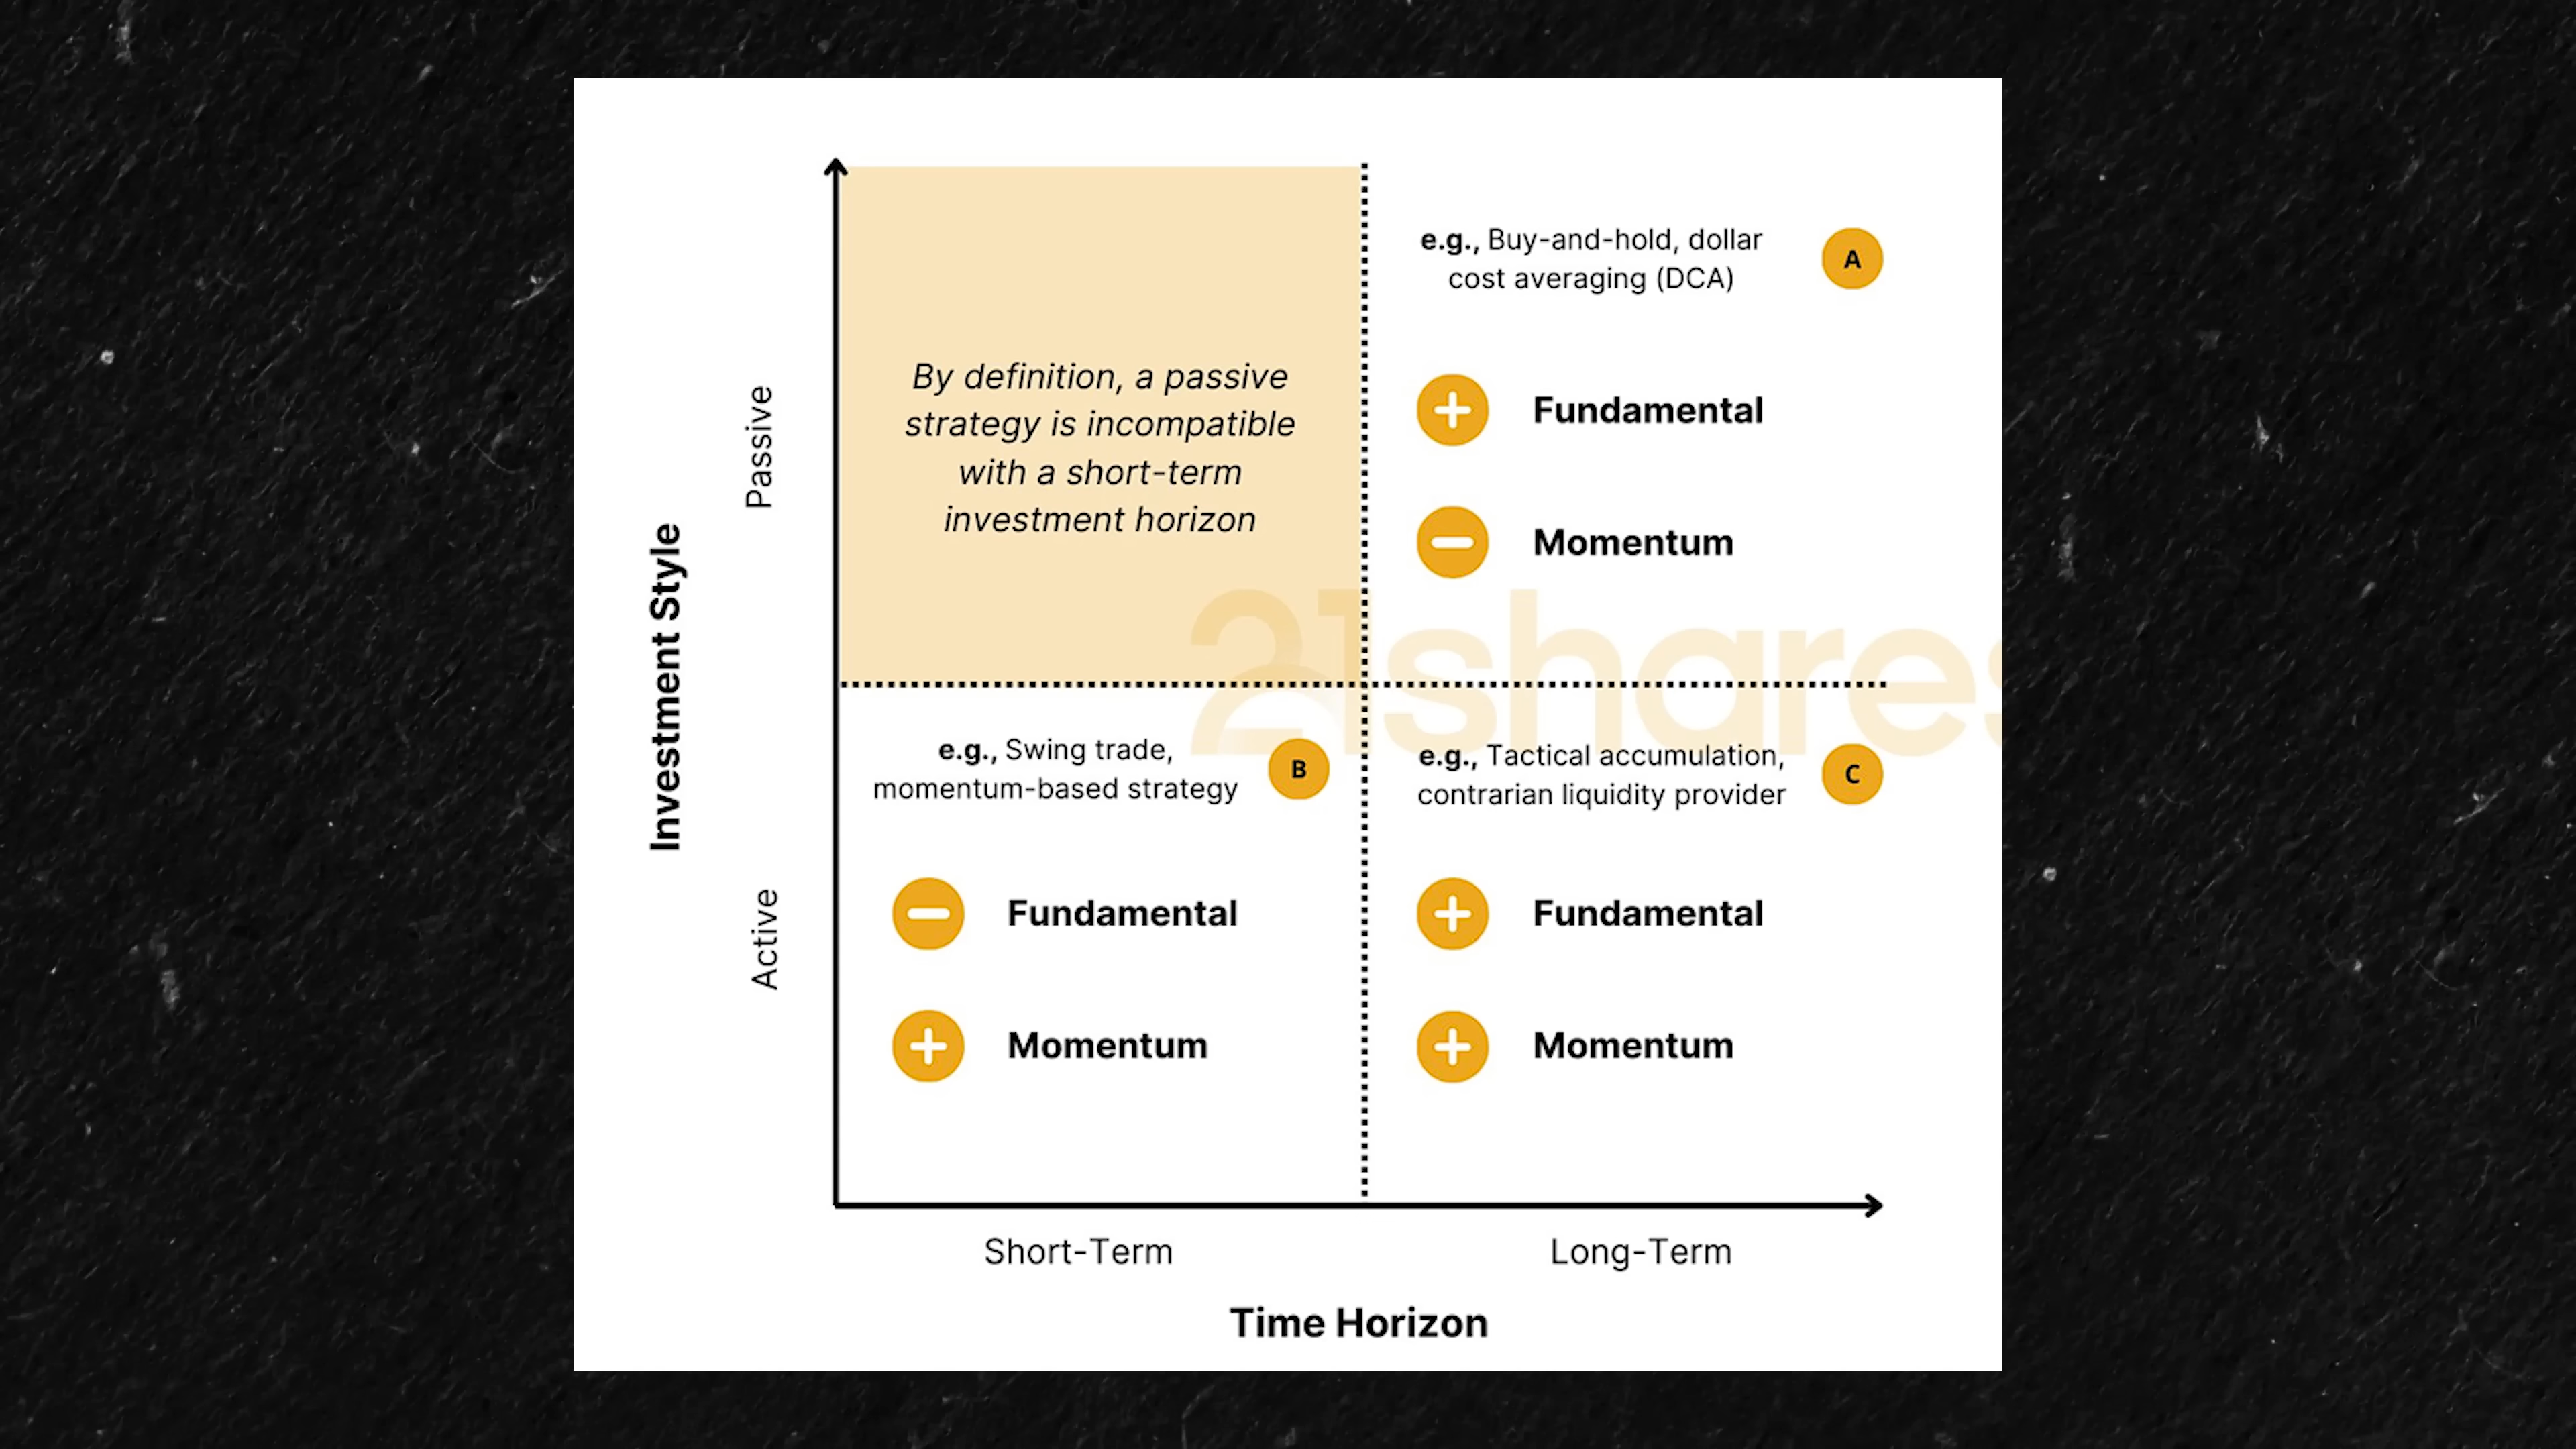 Investment Style
Passive
Active
By definition, a passive
strategy is incompatible
with a short-term
investment horizon
e.g., Buy-and-hold, dollar
cost averaging (DCA)
A
+ Fundamental
− Momentum
21shares
e.g., Swing trade,
momentum-based strategy
B
− Fundamental
+ Momentum
e.g., Tactical accumulation,
contrarian liquidity provider
C
+ Fundamental
+ Momentum
Short-Term
Long-Term
Time Horizon